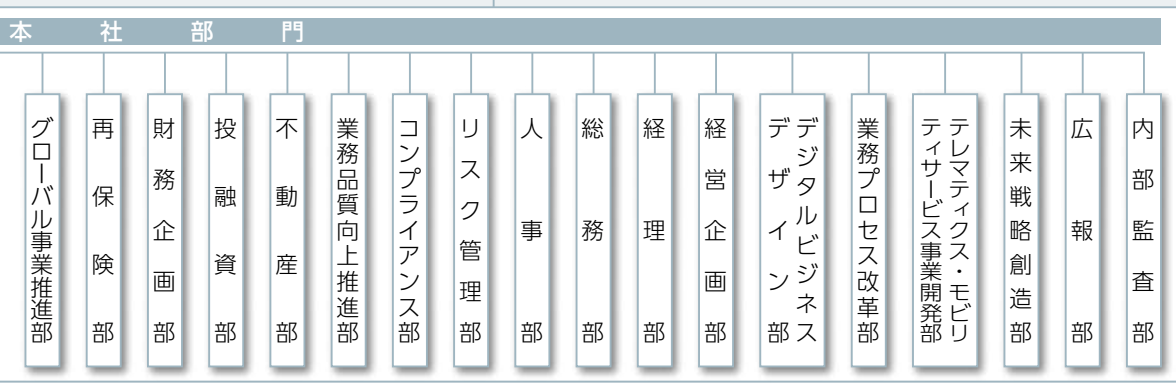 本社部門
内部監査部
広報部
未来戦略創造部
テレマティクス・モビリ
ティサービス事業開発部
業務プロセス改革部
デジタルビジネス
デザイン部
経営企画部
経理部
総務部
人事部
リスク管理部
コンプライアンス部
業務品質向上推進部
不動産部
投融資部
財務企画部
再保険部
グローバル事業推進部